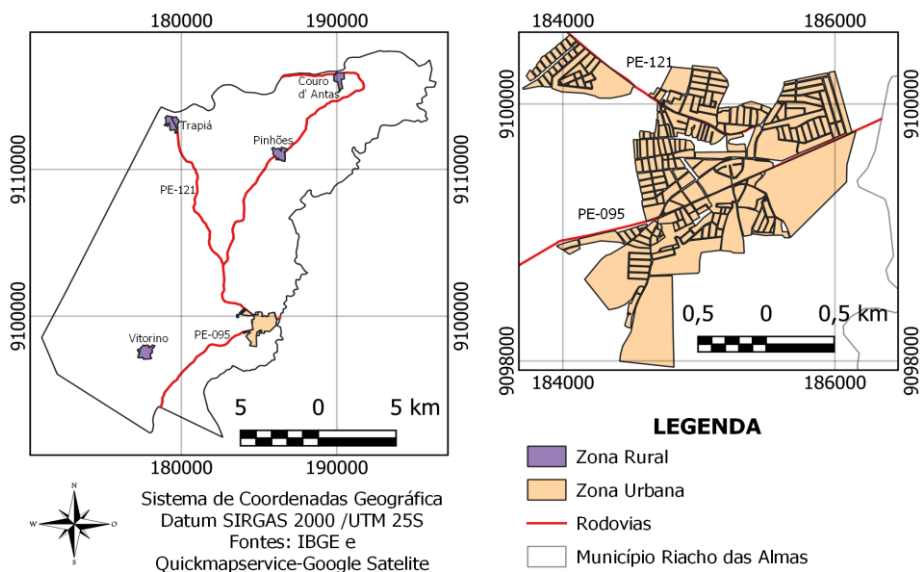 180000 190000
Couro
d' Antas
Trapiá
Pinhões
9110000 9110000
PE-121
9100000 9100000
PE-095
Vitorino
5 0 5 km
180000 190000
184000 186000
PE-121
9100000 9100000
PE-095
0,5 0 0,5 km
9098000 9098000
184000 186000
N
W O
S
Sistema de Coordenadas Geográfica
Datum SIRGAS 2000 /UTM 25S
Fontes: IBGE e
Quickmapservice-Google Satelite
LEGENDA
Zona Rural
Zona Urbana
Rodovias
Município Riacho das Almas